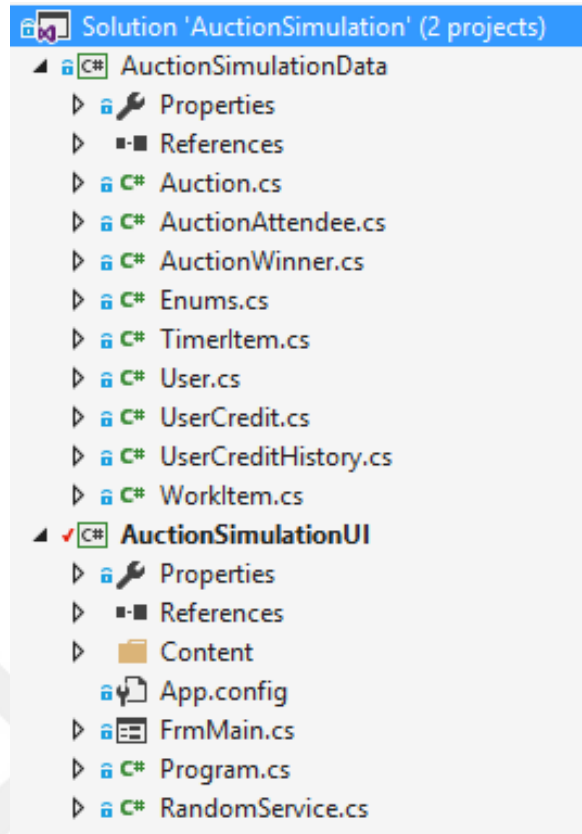 Solution 'AuctionSimulation' (2 projects)
C# AuctionSimulationData
Properties
References
C# Auction.cs
C# AuctionAttendee.cs
C# AuctionWinner.cs
C# Enums.cs
C# TimerItem.cs
C# User.cs
C# UserCredit.cs
C# UserCreditHistory.cs
C# WorkItem.cs
C# AuctionSimulationUI
Properties
References
Content
App.config
FrmMain.cs
C# Program.cs
C# RandomService.cs